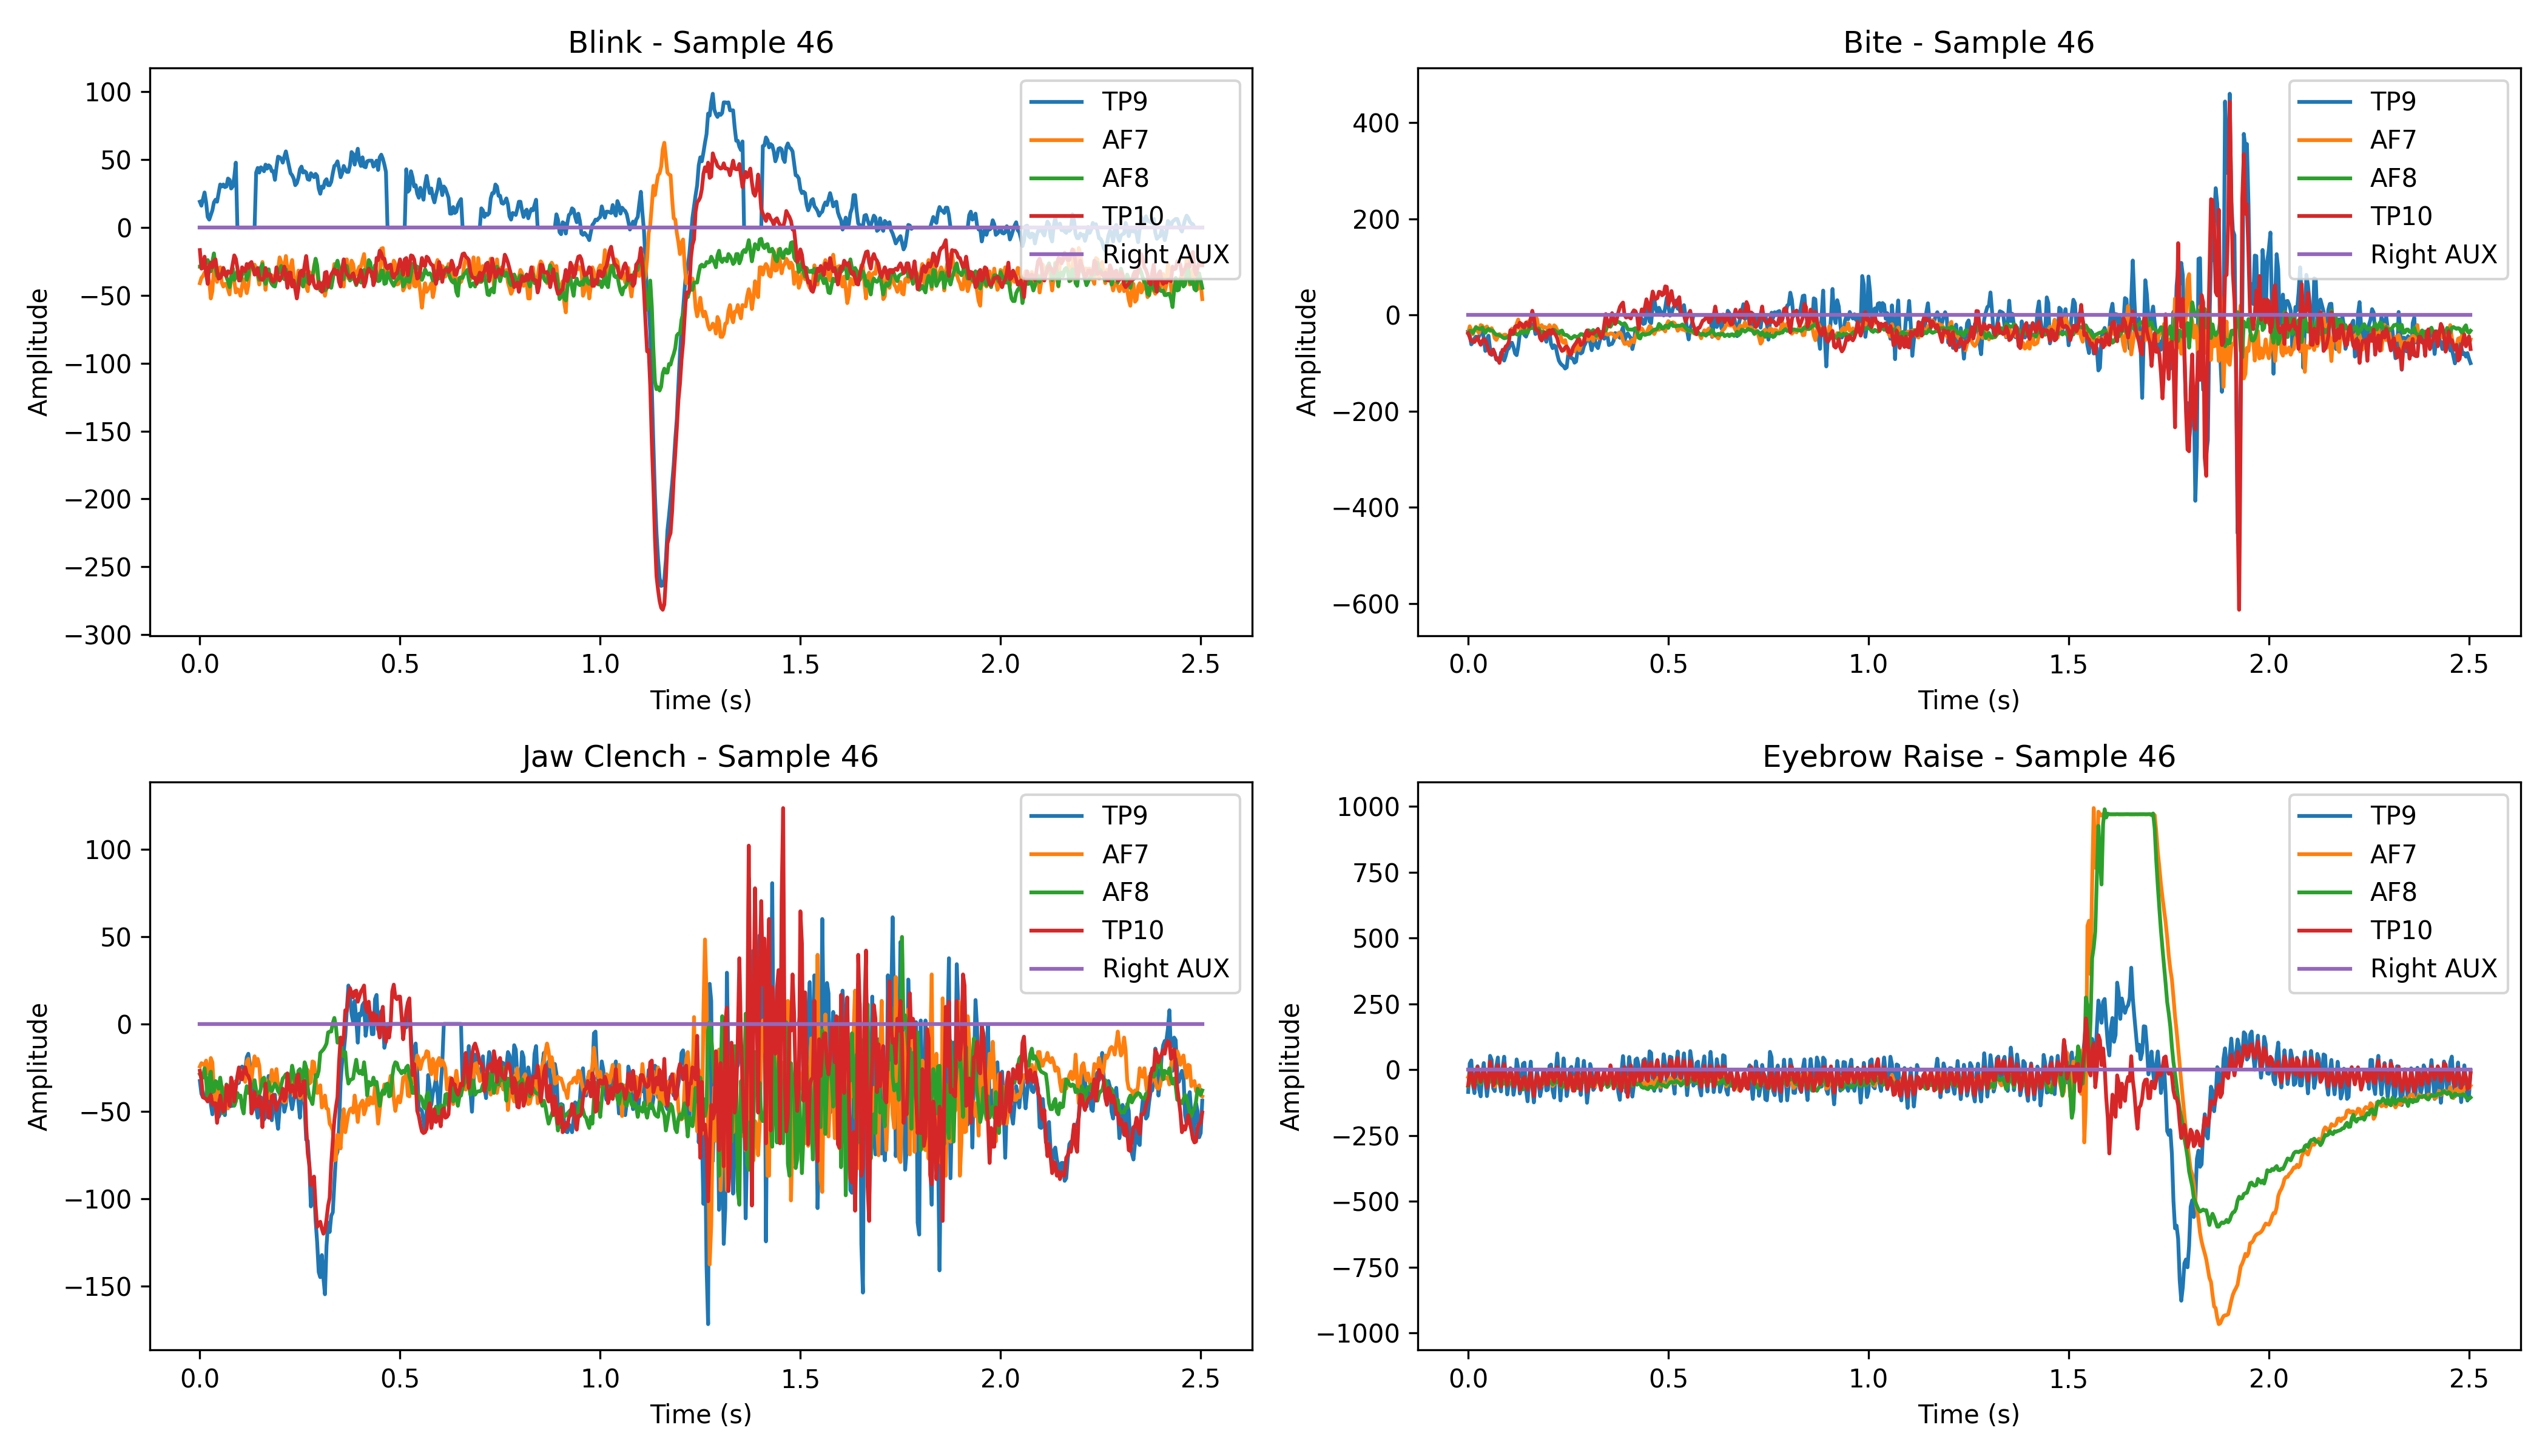 Blink - Sample 46
Amplitude
100
50
0
−50
−100
−150
−200
−250
−300
0.0 0.5 1.0 1.5 2.0 2.5
Time (s)
TP9
AF7
AF8
TP10
Right AUX
Bite - Sample 46
Amplitude
400
200
0
−200
−400
−600
0.0 0.5 1.0 1.5 2.0 2.5
Time (s)
TP9
AF7
AF8
TP10
Right AUX
Jaw Clench - Sample 46
Amplitude
100
50
0
−50
−100
−150
0.0 0.5 1.0 1.5 2.0 2.5
Time (s)
TP9
AF7
AF8
TP10
Right AUX
Eyebrow Raise - Sample 46
Amplitude
1000
750
500
250
0
−250
−500
−750
−1000
0.0 0.5 1.0 1.5 2.0 2.5
Time (s)
TP9
AF7
AF8
TP10
Right AUX